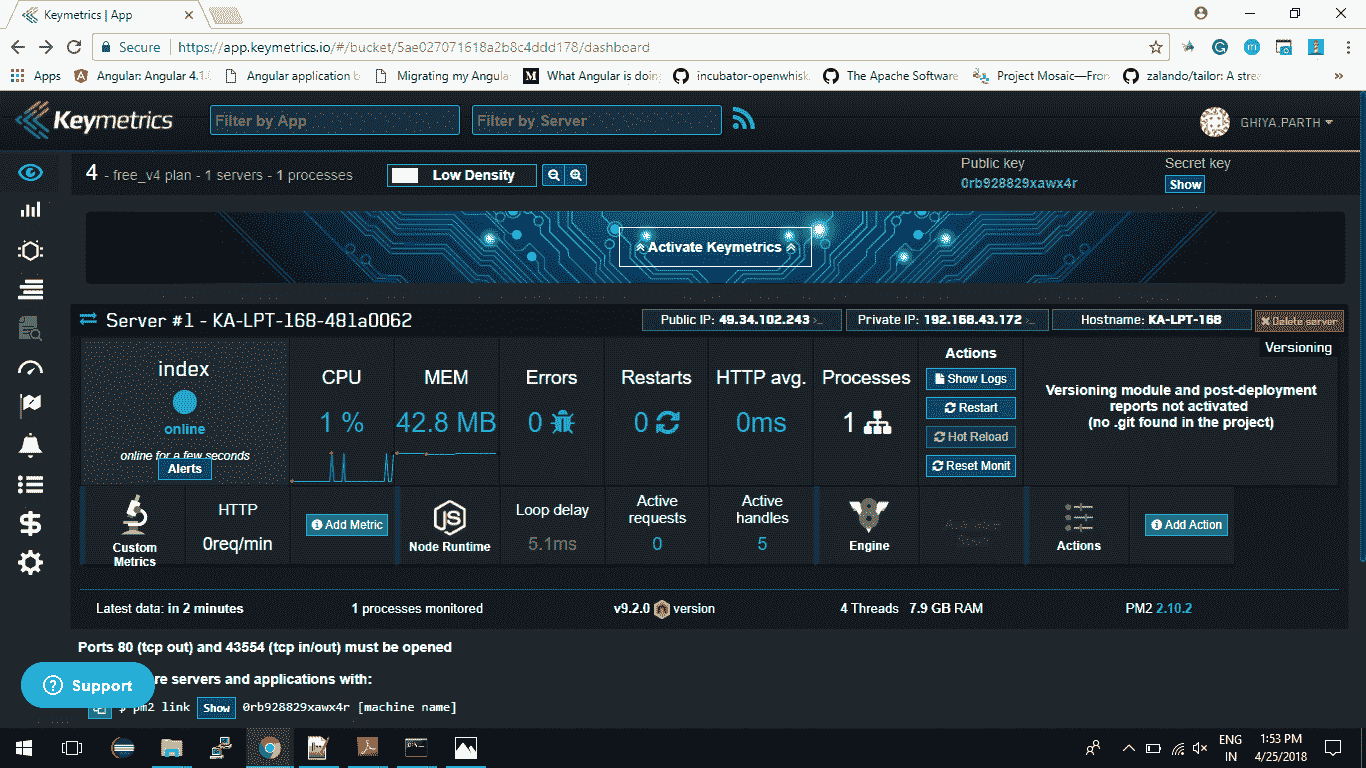 Keymetrics | App
Secure
https://app.keymetrics.io/#/bucket/5ae027071618a2b8c4ddd178/dashboard
Apps
Angular: Angular 4.1.
Angular application b
Migrating my Angula
What Angular is doin
incubator-openwhisk
The Apache Software
Project Mosaic—Fron
zalando/tailor: A stre
»
Keymetrics
Filter by App
Filter by Server
GHIYA.PARTH
4 - free_v4 plan - 1 servers - 1 processes
Low Density
Public key
0rb928829xawx4r
Secret key
Show
Activate Keymetrics
Server #1 - KA-LPT-168-481a0062
Public IP: 49.34.102.243 >_
Private IP: 192.168.43.172 >_
Hostname: KA-LPT-168
Delete server
index
online
online for a few seconds
Alerts
CPU
1 %
MEM
42.8 MB
Errors
0
Restarts
0
HTTP avg.
0ms
Processes
1
Actions
Show Logs
Restart
Hot Reload
Reset Monit
Versioning
Versioning module and post-deployment
reports not activated
(no .git found in the project)
Custom
Metrics
HTTP
0req/min
Add Metric
JS
Node Runtime
Loop delay
5.1ms
Active
requests
0
Active
handles
5
Engine
Actions
Add Action
Latest data: in 2 minutes
1 processes monitored
v9.2.0 version
4 Threads 7.9 GB RAM
PM2 2.10.2
Ports 80 (tcp out) and 43554 (tcp in/out) must be opened
re servers and applications with:
Support
$ pm2 link Show 0rb928829xawx4r [machine name]
ENG
IN
1:53 PM
4/25/2018